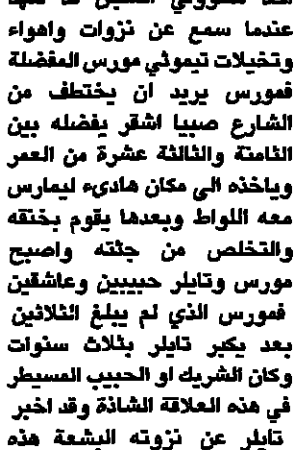 عندما سمع عن نزوات واهواء
وتخيلات تيموثي مورس المفضلة
فمورس يريد ان يختطف من
الشارع صبيا اشقر يفضله بين
الثامنة والثالثة عشرة من العمر
وياخذه الى مكان هادىء ليمارس
معه اللواط وبعدها يقوم بخنقه
والتخلص من جثته واصبح
مورس وتايلر حبيبين وعاشقين
فمورس الذي لم يبلغ الثلاثين
بعد يكبر تايلر بثلاث سنوات
وكان الشريك او الحبيب المسيطر
في هذه العلاقة الشاذة وقد اخبر
تايلر عن نزوته البشعة هذه